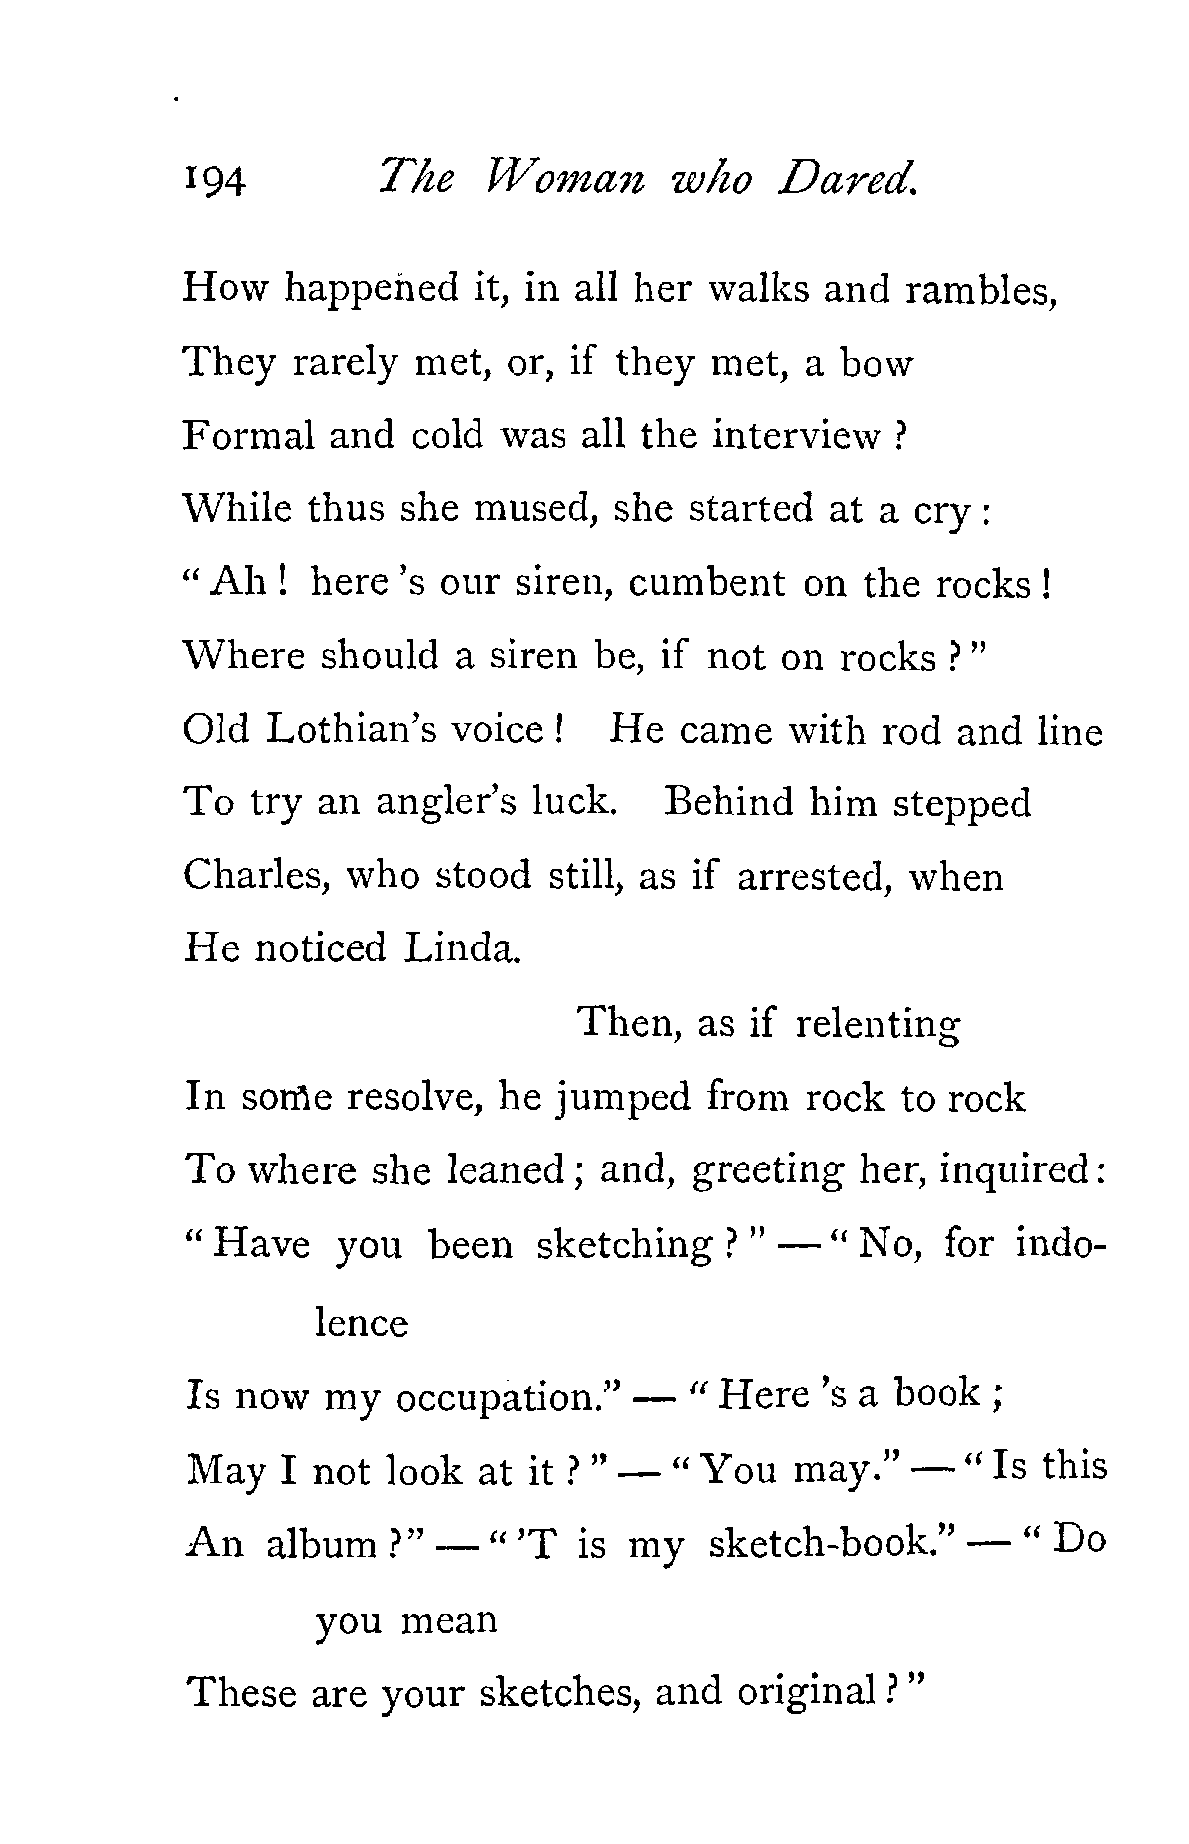 194 The Woman who Dared.
How happened it, in all her walks and rambles,
They rarely met, or, if they met, a bow
Formal and cold was all the interview ?
While thus she mused, she started at a cry :
" Ah ! here 's our siren, cumbent on the rocks !
Where should a siren be, if not on rocks ? "
Old Lothian's voice ! He came with rod and line
To try an angler's luck. Behind him stepped
Charles, who stood still, as if arrested, when
He noticed Linda.
Then, as if relenting
In some resolve, he jumped from rock to rock
To where she leaned ; and, greeting her, inquired :
" Have you been sketching ? " — " No, for indo-
lence
Is now my occupation." — " Here 's a book ;
May I not look at it ? " — " You may." — " Is this
An album ?" — " 'T is my sketch-book." — " Do
you mean
These are your sketches, and original ? "